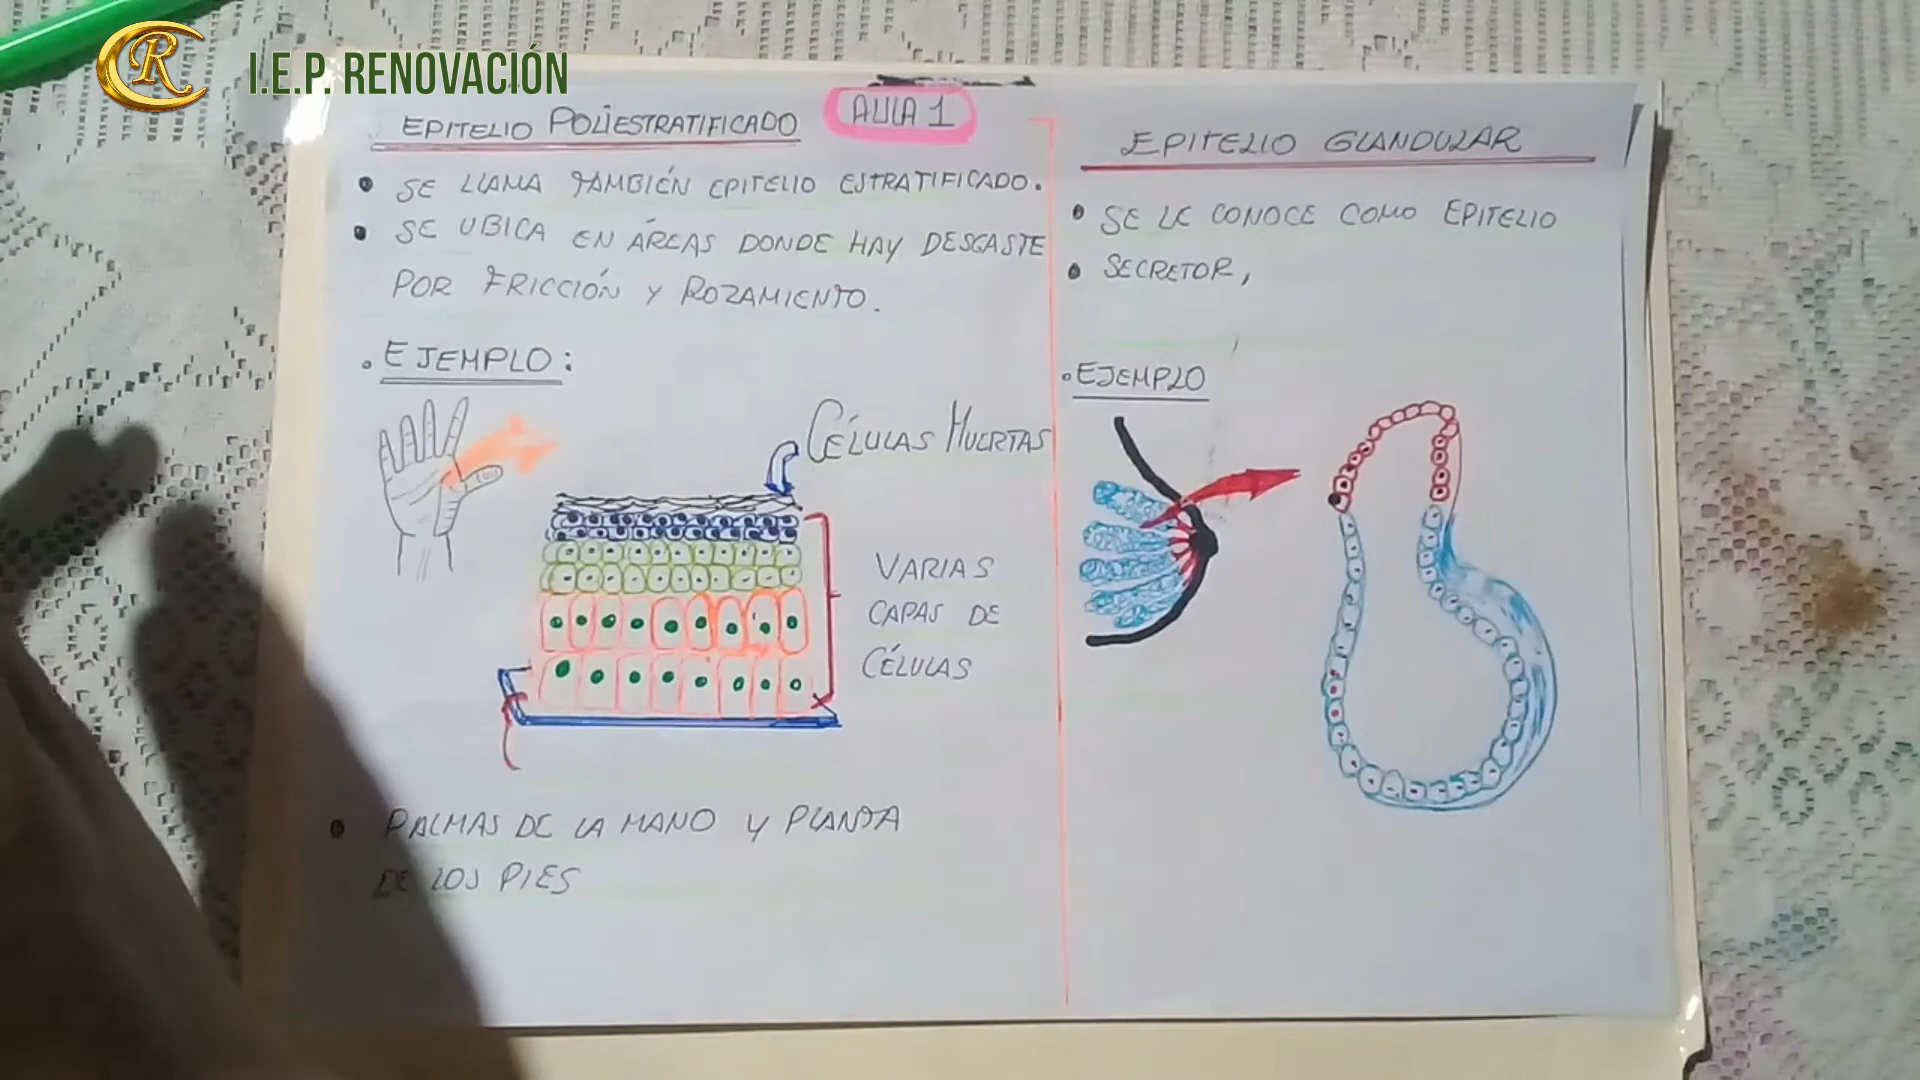 I.E.P. RENOVACIÓN
EPITELIO POLIESTRATIFICADO
AULA 1
• SE LLAMA TAMBIÉN EPITELIO ESTRATIFICADO.
• SE UBICA EN ÁREAS DONDE HAY DESGASTE
POR FRICCIÓN Y ROZAMIENTO.
• EJEMPLO:
CÉLULAS MUERTAS
VARIAS
CAPAS DE
CÉLULAS
• PALMAS DE LA MANO Y PLANTA
DE LOS PIES
EPITELIO GLANDULAR
• SE LE CONOCE COMO EPITELIO
• SECRETOR,
• EJEMPLO